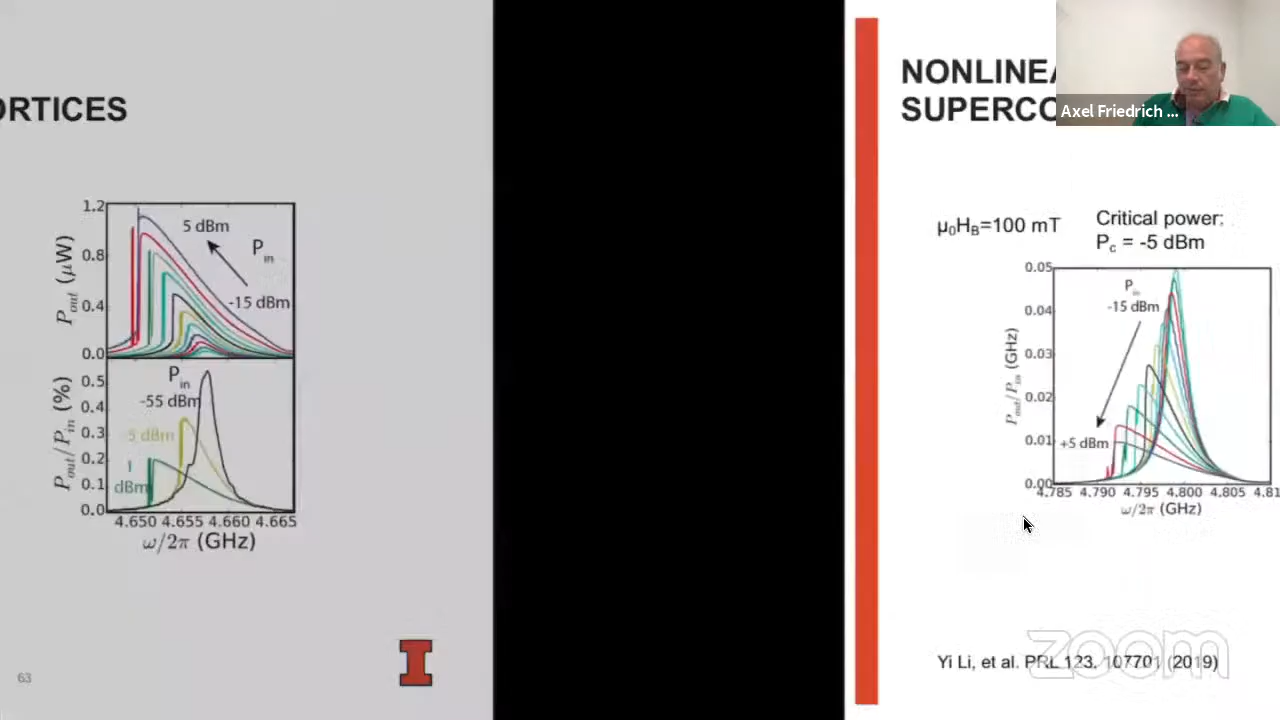 ORTICES
1.2
0.8
0.4
0.0
P_out (μW)
5 dBm
P_in
-15 dBm
0.5
0.4
0.3
0.2
0.1
0.0
P_out/P_in (%)
P_in
-55 dBm
-5 dBm
1
dBm
4.650 4.655 4.660 4.665
ω/2π (GHz)
I
63
NONLINEA
SUPERCO
Axel Friedrich ...
μ₀H_B=100 mT
Critical power:
P_c = -5 dBm
0.05
0.04
0.03
0.02
0.01
0.00
P_out/P_in (GHz)
P_in
-15 dBm
+5 dBm
4.785 4.790 4.795 4.800 4.805 4.81
ω/2π (GHz)
Yi Li, et al. PRL 123, 107701 (2019)
zoom